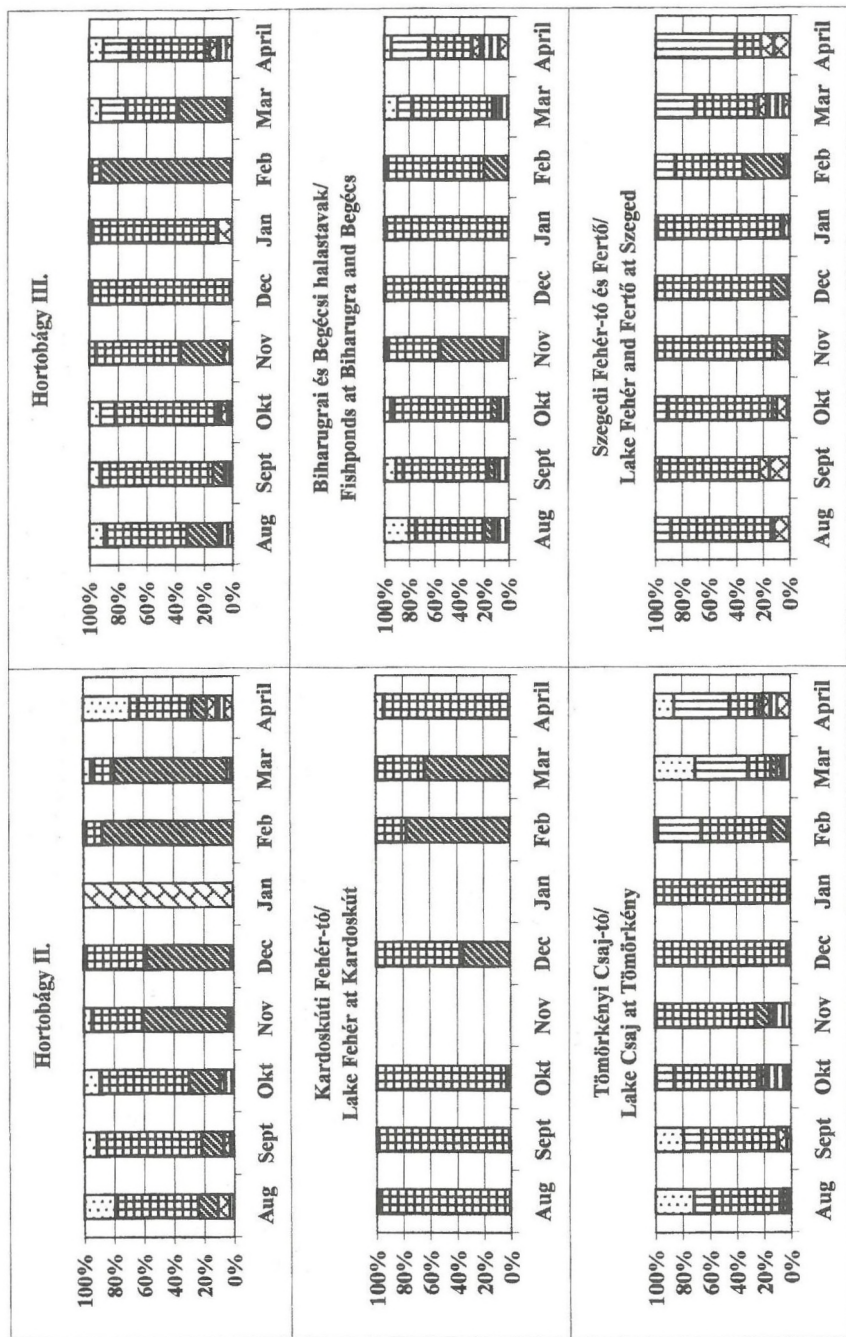 Hortobágy II.
100%
80%
60%
40%
20%
0%
Aug Sept Okt Nov Dec Jan Feb Mar April
Hortobágy III.
100%
80%
60%
40%
20%
0%
Aug Sept Okt Nov Dec Jan Feb Mar April
Kardoskúti Fehér-tó/
Lake Fehér at Kardoskút
100%
80%
60%
40%
20%
0%
Aug Sept Okt Nov Dec Jan Feb Mar April
Biharugrai és Begécsi halastavak/
Fishponds at Biharugra and Begécs
100%
80%
60%
40%
20%
0%
Aug Sept Okt Nov Dec Jan Feb Mar April
Tömörkényi Csaj-tó/
Lake Csaj at Tömörkény
100%
80%
60%
40%
20%
0%
Aug Sept Okt Nov Dec Jan Feb Mar April
Szegedi Fehér-tó és Fertő/
Lake Fehér and Fertő at Szeged
100%
80%
60%
40%
20%
0%
Aug Sept Okt Nov Dec Jan Feb Mar April